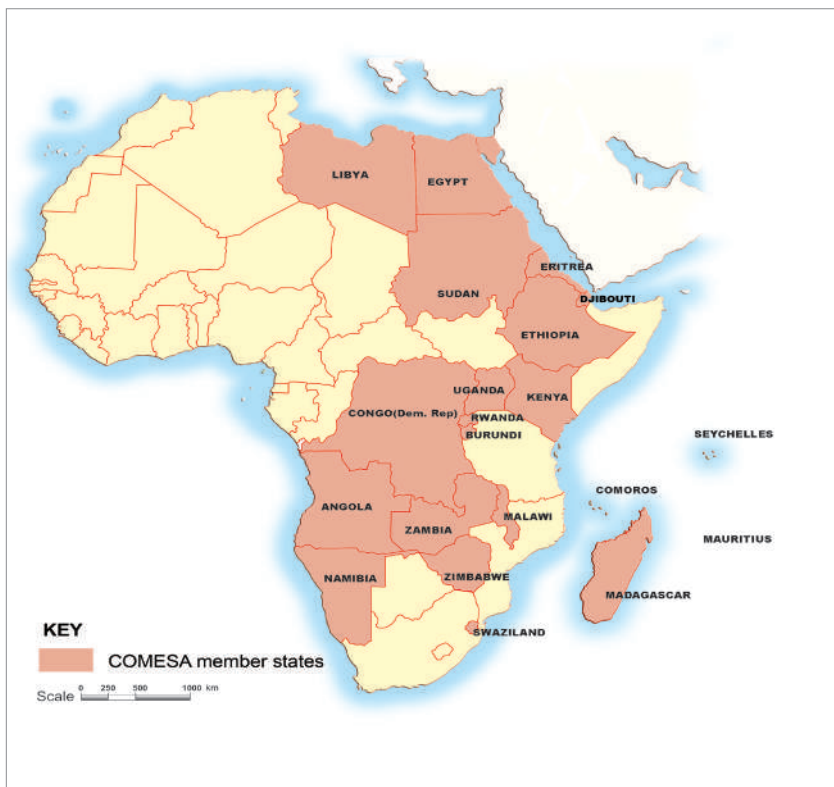 LIBYA
EGYPT
ERITREA
SUDAN
DJIBOUTI
ETHIOPIA
UGANDA
KENYA
CONGO(Dem. Rep)
RWANDA
BURUNDI
SEYCHELLES
COMOROS
ANGOLA
MALAWI
ZAMBIA
MAURITIUS
NAMIBIA
ZIMBABWE
MADAGASCAR
SWAZILAND
KEY
COMESA member states
Scale 0 250 500 1000 km